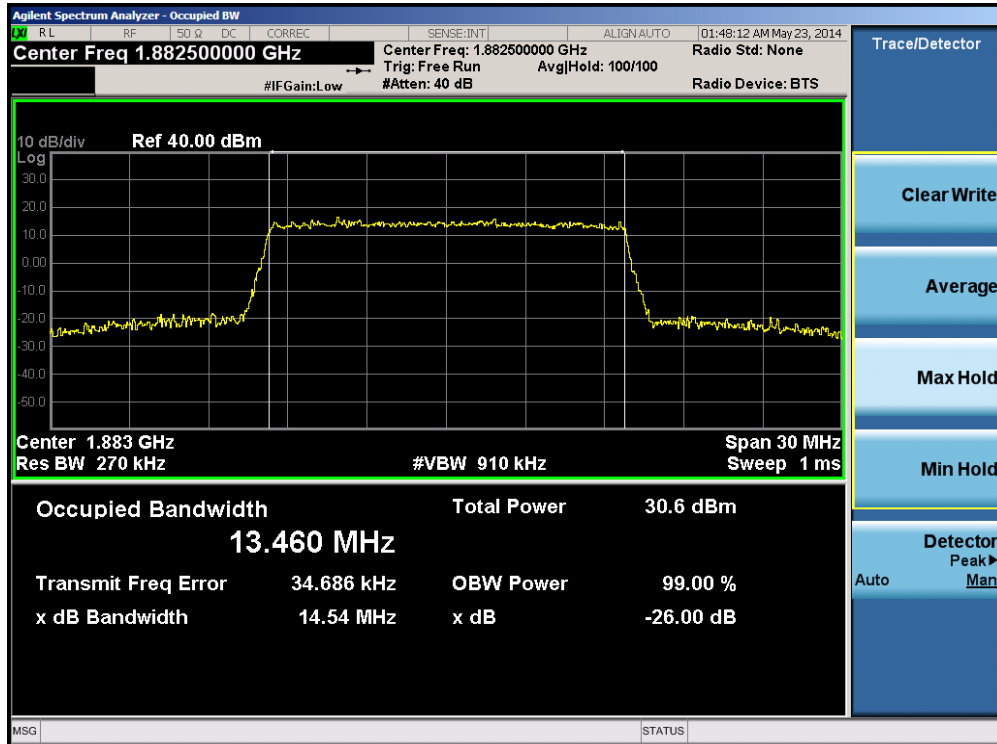 Agilent Spectrum Analyzer - Occupied BW
LXI RL RF 50 Ω DC CORREC SENSE:INT ALIGN AUTO 01:48:12 AM May 23, 2014
Center Freq 1.882500000 GHz
Center Freq: 1.882500000 GHz
Radio Std: None
Trig: Free Run Avg|Hold: 100/100
#IFGain:Low
#Atten: 40 dB
Radio Device: BTS
10 dB/div Ref 40.00 dBm
Log
30.0
20.0
10.0
0.00
-10.0
-20.0
-30.0
-40.0
-50.0
Center 1.883 GHz Span 30 MHz
Res BW 270 kHz #VBW 910 kHz Sweep 1 ms
Occupied Bandwidth Total Power 30.6 dBm
13.460 MHz
Transmit Freq Error 34.686 kHz OBW Power 99.00 %
x dB Bandwidth 14.54 MHz x dB -26.00 dB
MSG STATUS
Trace/Detector
Clear Write
Average
Max Hold
Min Hold
Detector
Peak▶
Auto Man